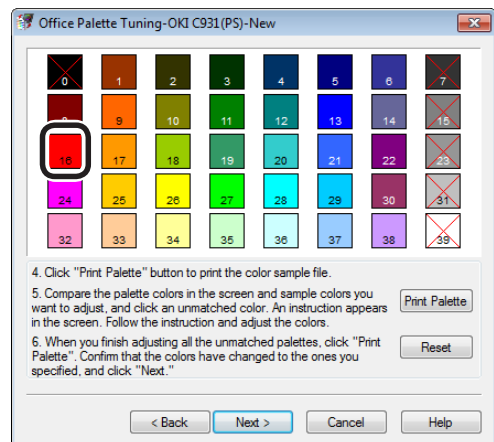 Office Palette Tuning-OKI C931(PS)-New
0 1 2 3 4 5 6 7
8 9 10 11 12 13 14 15
16 17 18 19 20 21 22 23
24 25 26 27 28 29 30 31
32 33 34 35 36 37 38 39
4. Click "Print Palette" button to print the color sample file.
5. Compare the palette colors in the screen and sample colors you
want to adjust, and click an unmatched color. An instruction appears
in the screen. Follow the instruction and adjust the colors.
Print Palette
6. When you finish adjusting all the unmatched palettes, click "Print
Palette". Confirm that the colors have changed to the ones you
specified, and click "Next."
Reset
< Back Next > Cancel Help